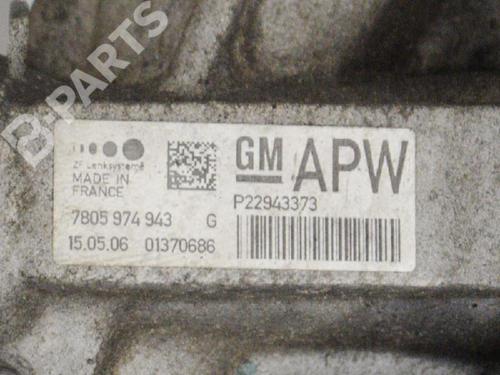 ZF Lenksysteme
MADE IN
FRANCE
7805 974 943 G
15.05.06 01370686
GM APW
P22943373
B-PARTS